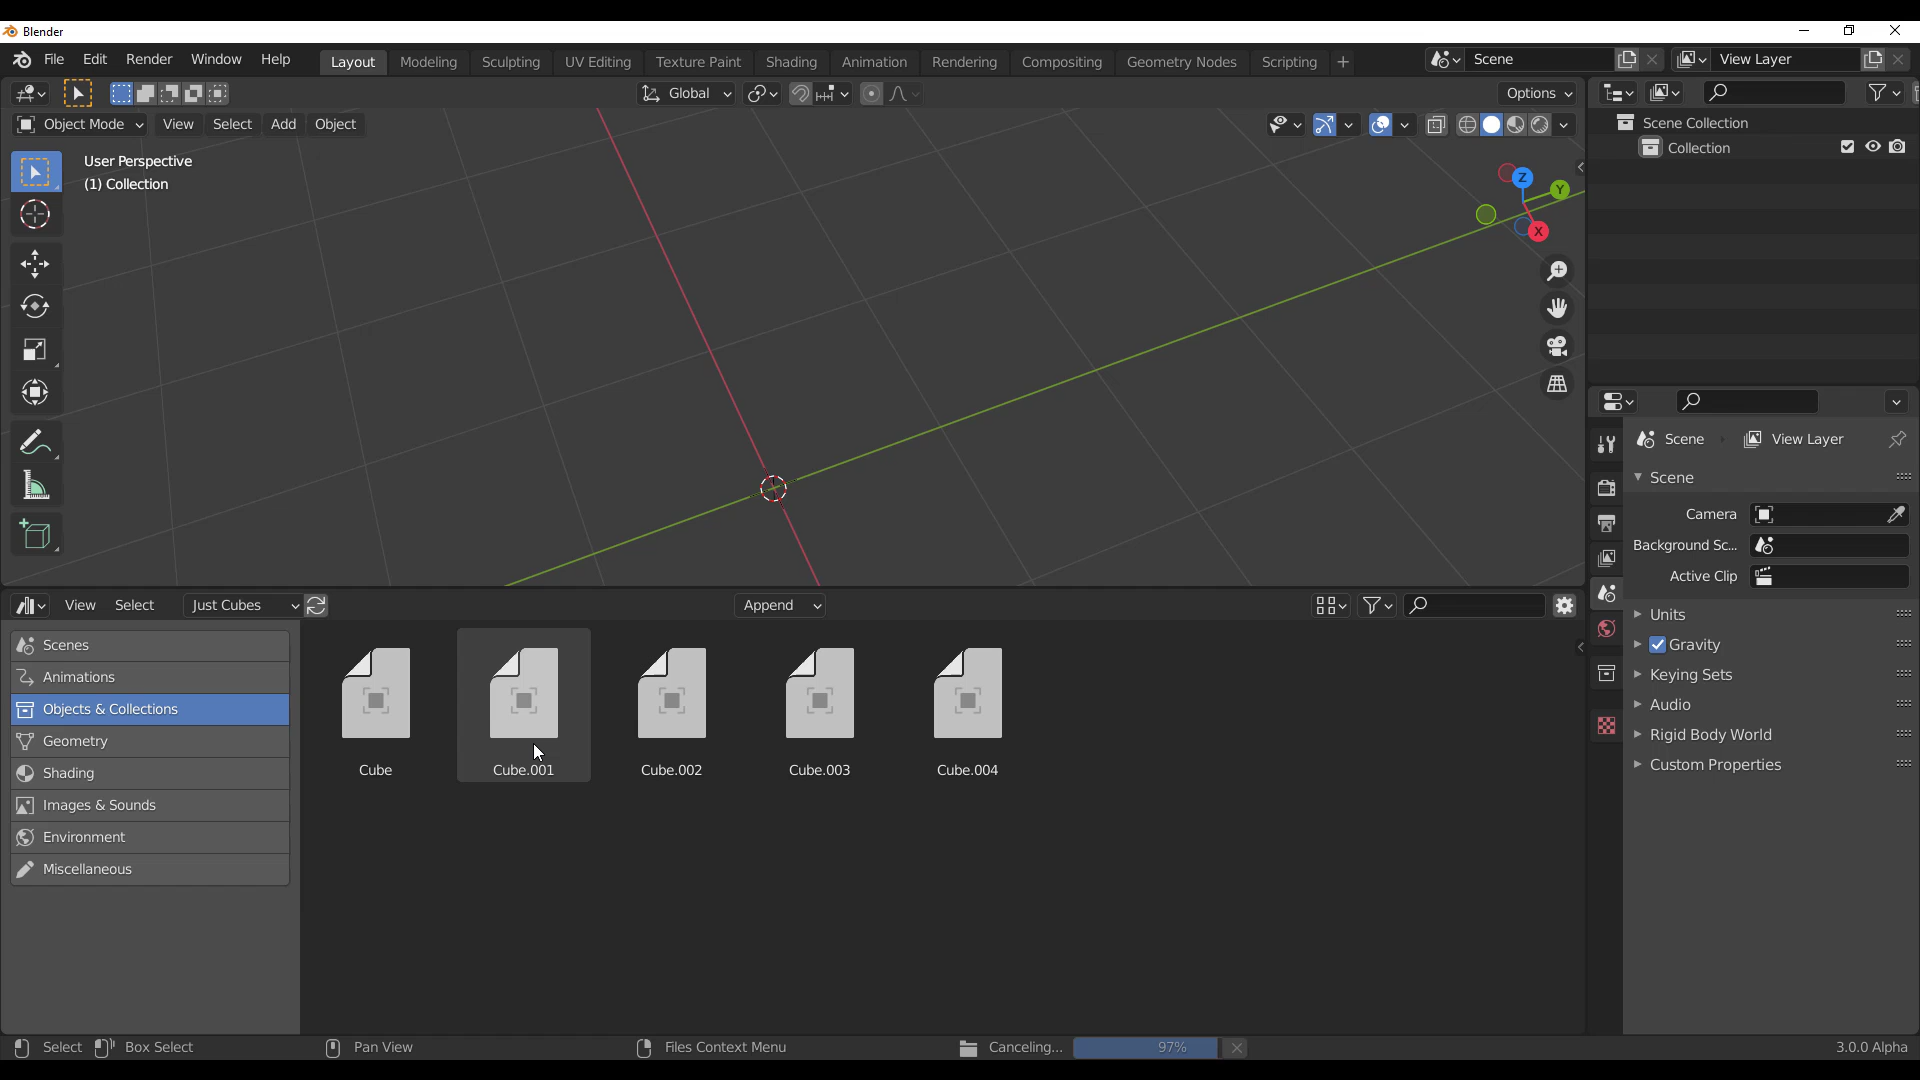 Blender
File Edit Render Window Help Layout Modeling Sculpting UV Editing Texture Paint Shading Animation Rendering Compositing Geometry Nodes Scripting + Scene View Layer
Global Options
Object Mode View Select Add Object
User Perspective
(1) Collection
Z
Y
X
Scene Collection
Collection
Scene View Layer
Scene
Camera
Background Sc...
Active Clip
Units
Gravity
Keying Sets
Audio
Rigid Body World
Custom Properties
View Select Just Cubes Append
Scenes
Animations
Objects & Collections
Geometry
Shading
Images & Sounds
Environment
Miscellaneous
Cube Cube.001 Cube.002 Cube.003 Cube.004
Select Box Select Pan View Files Context Menu Canceling... 97% 3.0.0 Alpha